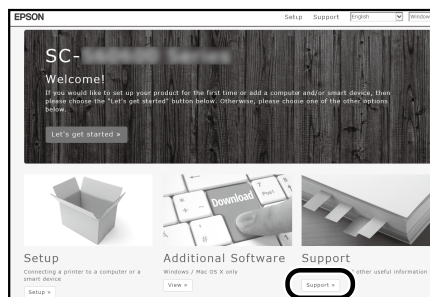 EPSON
Setup Support English Window
SC-
Welcome!
If you would like to set up your product for the first time or add a computer and/or smart device, then
please choose the "Let's get started" button below. Otherwise, please choose one of the other options
below.
Let's get started »
Download
Setup
Connecting a printer to a computer or a
smart device
Setup »
Additional Software
Windows / Mac OS X only
View »
Support
other useful information
Support »